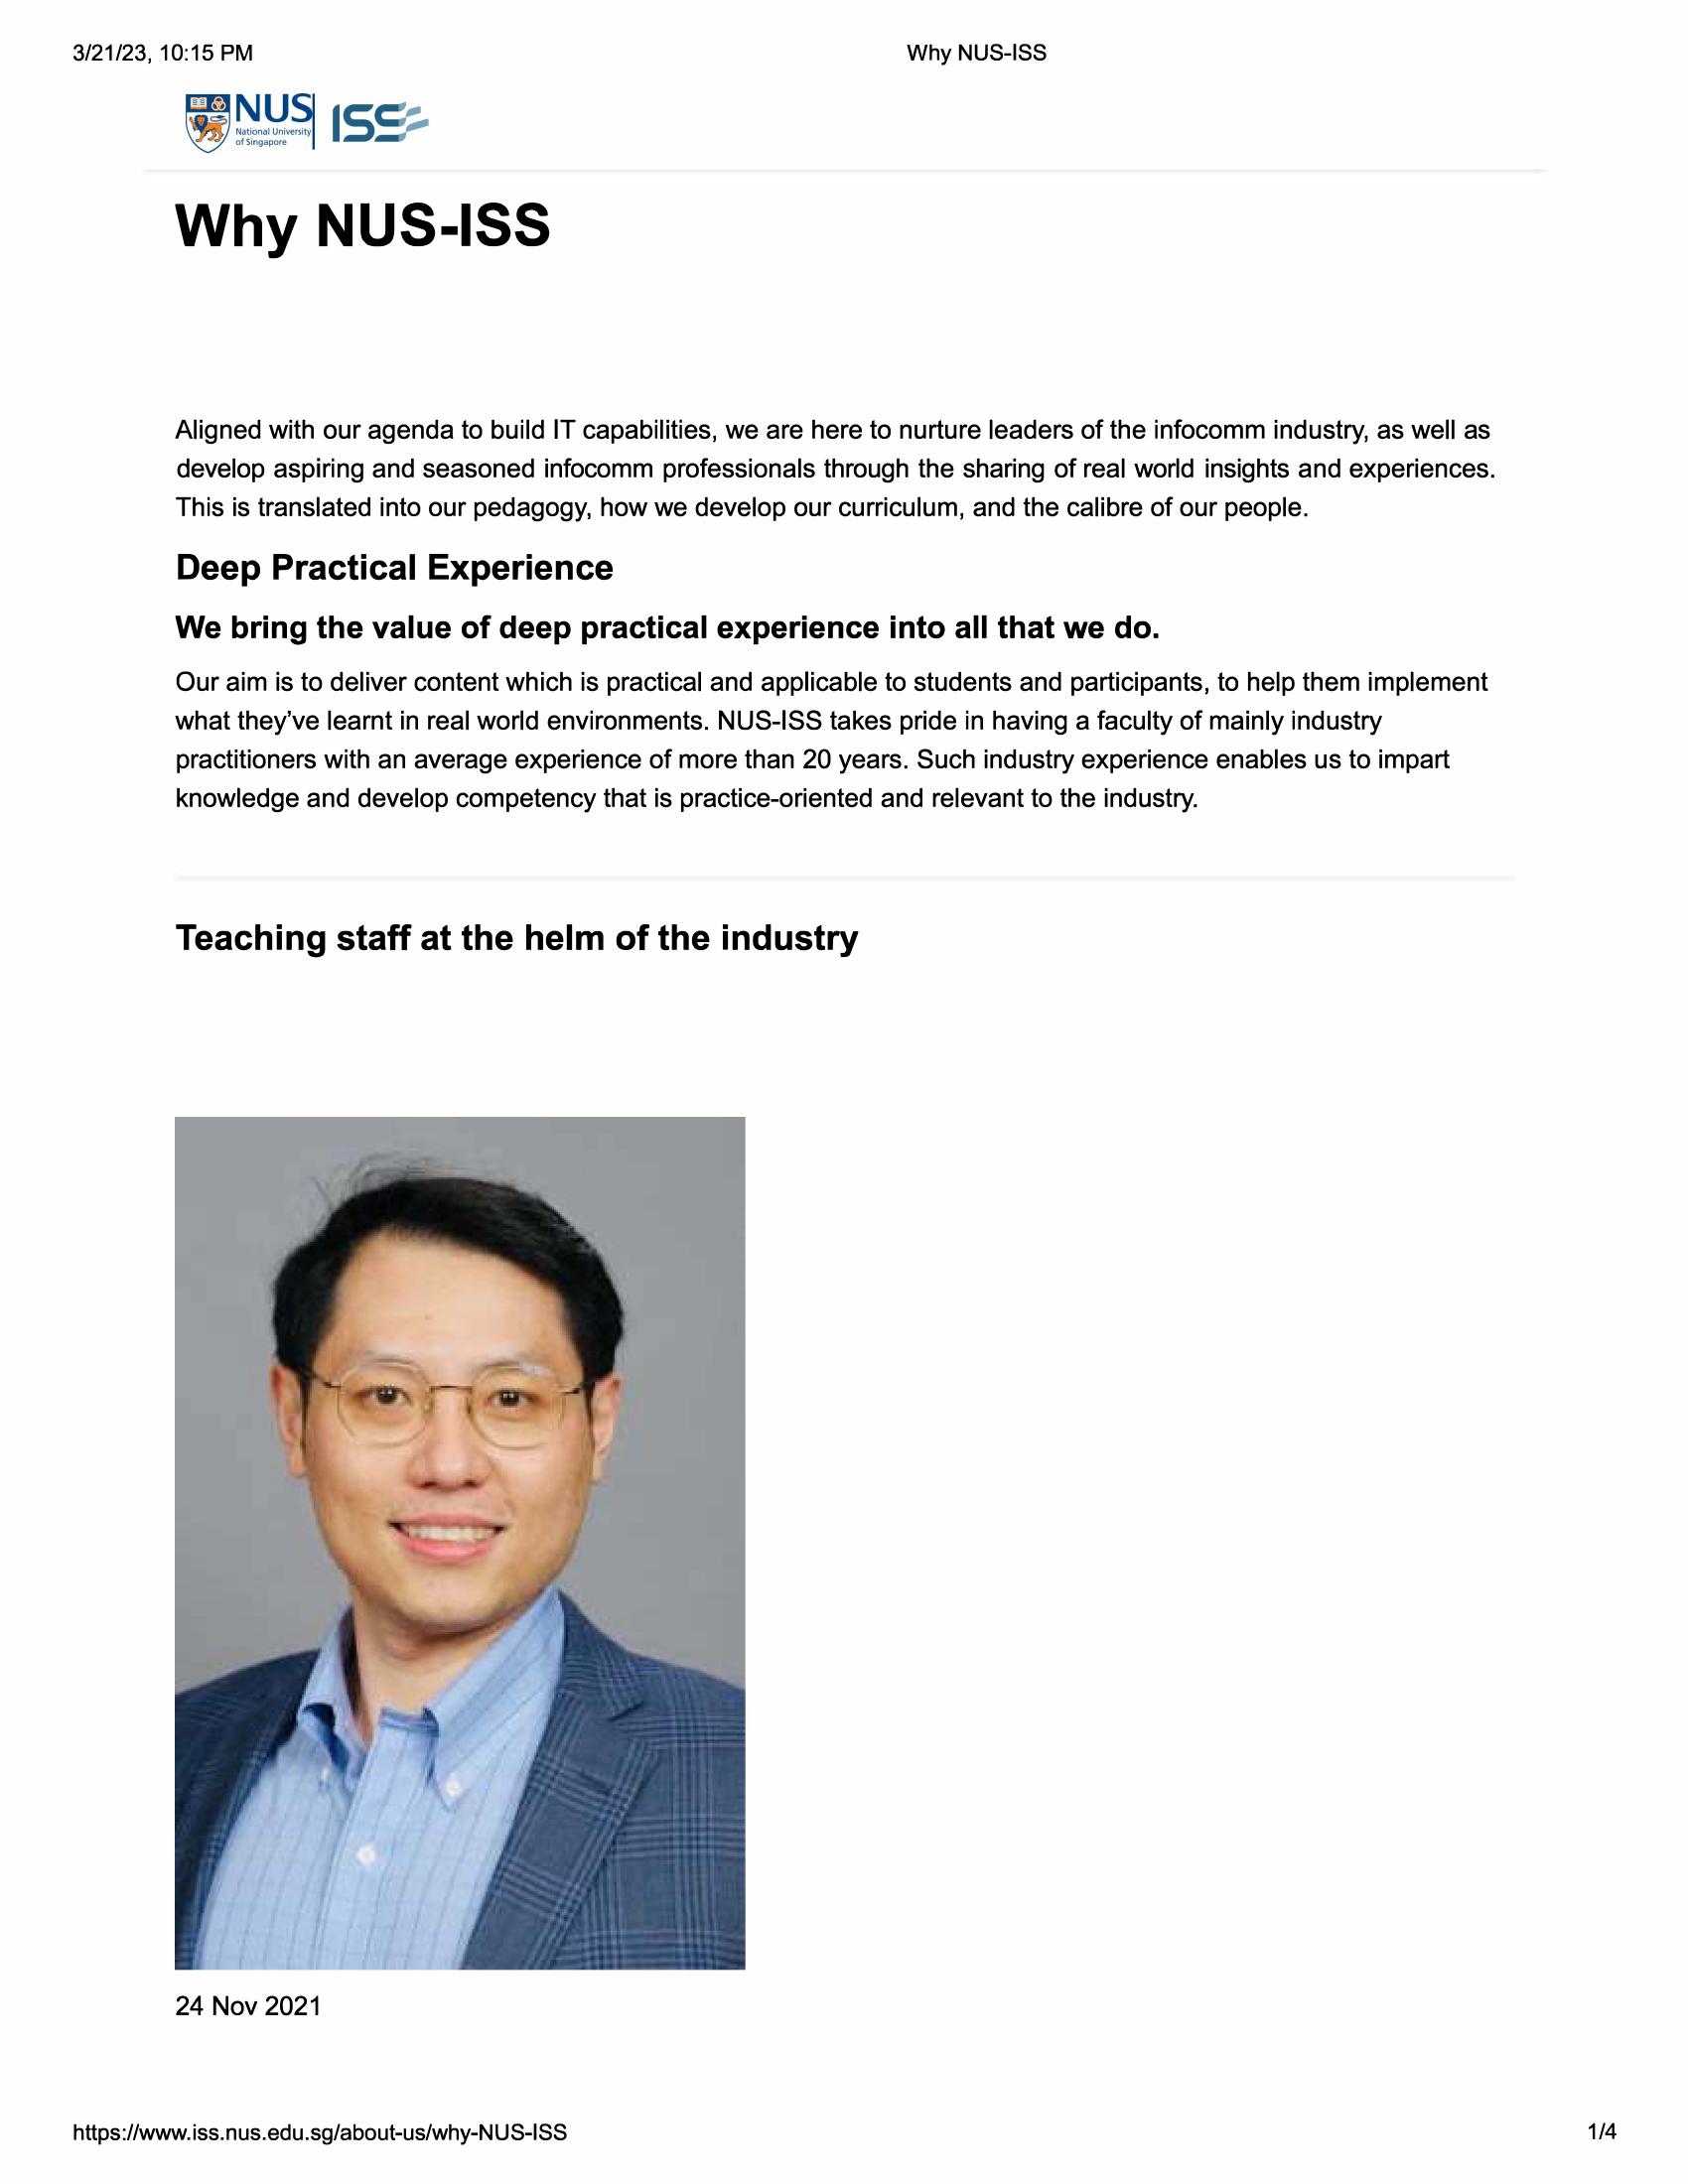 3/21/23, 10:15 PM
Why NUS-ISS
NUS
National University
of Singapore
ISS
Why NUS-ISS
Aligned with our agenda to build IT capabilities, we are here to nurture leaders of the infocomm industry, as well as
develop aspiring and seasoned infocomm professionals through the sharing of real world insights and experiences.
This is translated into our pedagogy, how we develop our curriculum, and the calibre of our people.
Deep Practical Experience
We bring the value of deep practical experience into all that we do.
Our aim is to deliver content which is practical and applicable to students and participants, to help them implement
what they’ve learnt in real world environments. NUS-ISS takes pride in having a faculty of mainly industry
practitioners with an average experience of more than 20 years. Such industry experience enables us to impart
knowledge and develop competency that is practice-oriented and relevant to the industry.
Teaching staff at the helm of the industry
24 Nov 2021
https://www.iss.nus.edu.sg/about-us/why-NUS-ISS
1/4